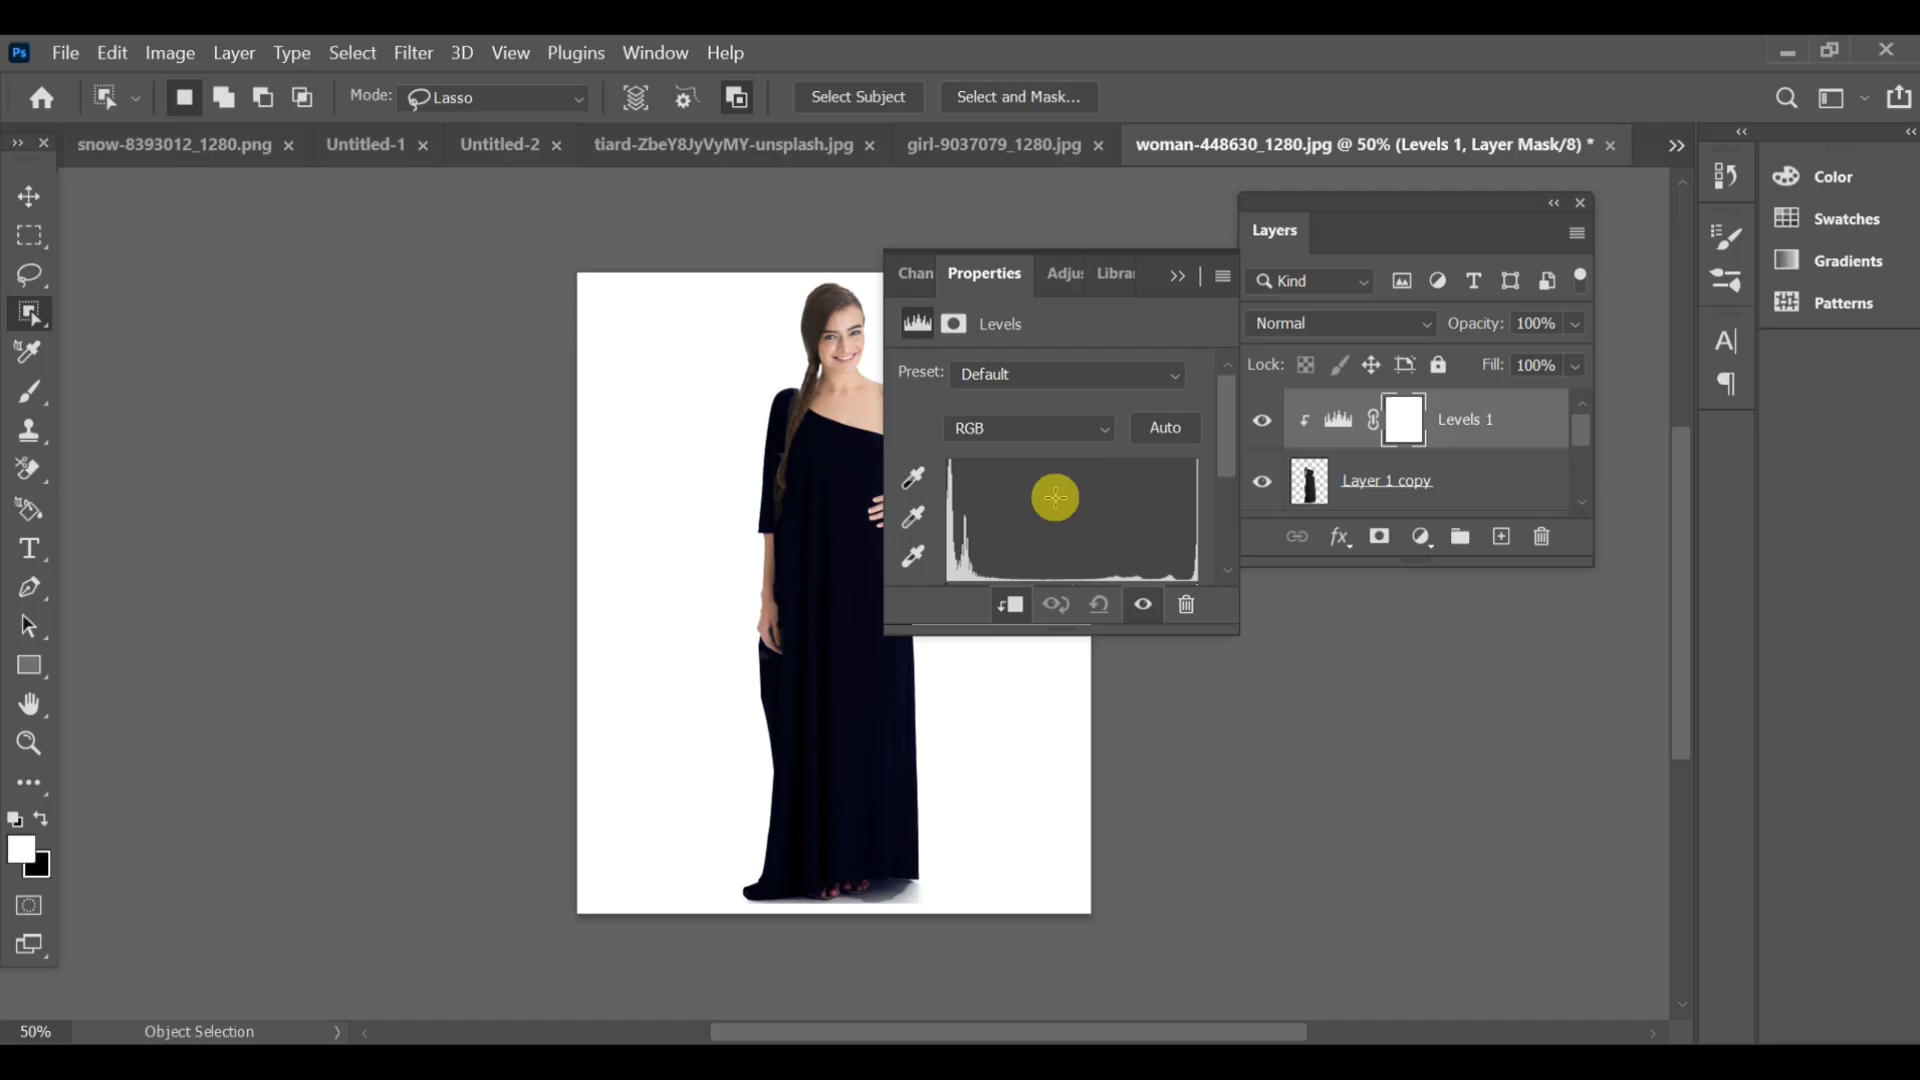 Ps File Edit Image Layer Type Select Filter 3D View Plugins Window Help
Mode: Lasso Select Subject Select and Mask...
snow-8393012_1280.png Untitled-1 Untitled-2 tiard-ZbeY8JyVyMY-unsplash.jpg girl-9037079_1280.jpg woman-448630_1280.jpg @ 50% (Levels 1, Layer Mask/8) *
Color
Swatches
Gradients
Patterns
Layers
Kind
Normal Opacity: 100%
Lock: Fill: 100%
Levels 1
Layer 1 copy
fx
Chan Properties Adju Libra
Levels
Preset: Default
RGB Auto
50% Object Selection